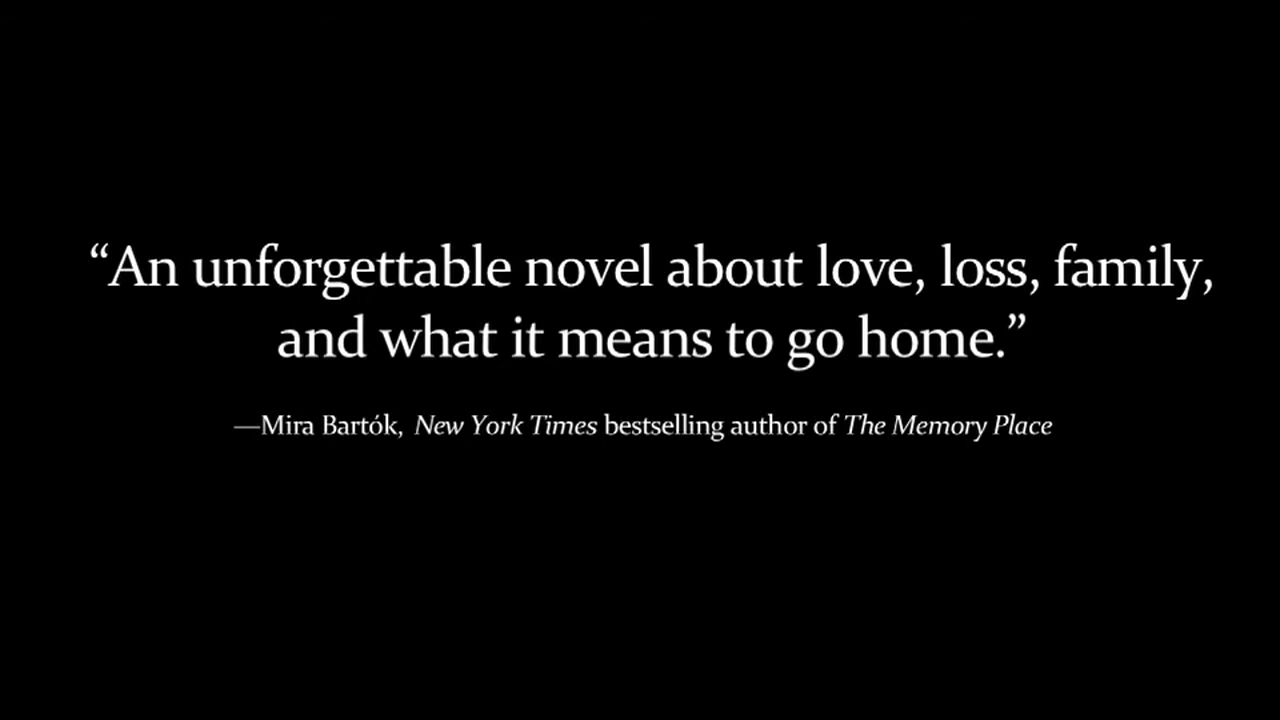 “An unforgettable novel about love, loss, family,
and what it means to go home.”
—Mira Bartók, New York Times bestselling author of The Memory Place